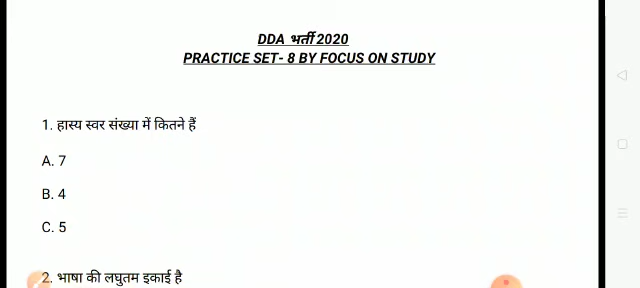 DDA भर्ती 2020
PRACTICE SET- 8 BY FOCUS ON STUDY
1. हास्य स्वर संख्या में कितने हैं
A. 7
B. 4
C. 5
2. भाषा की लघुतम इकाई है